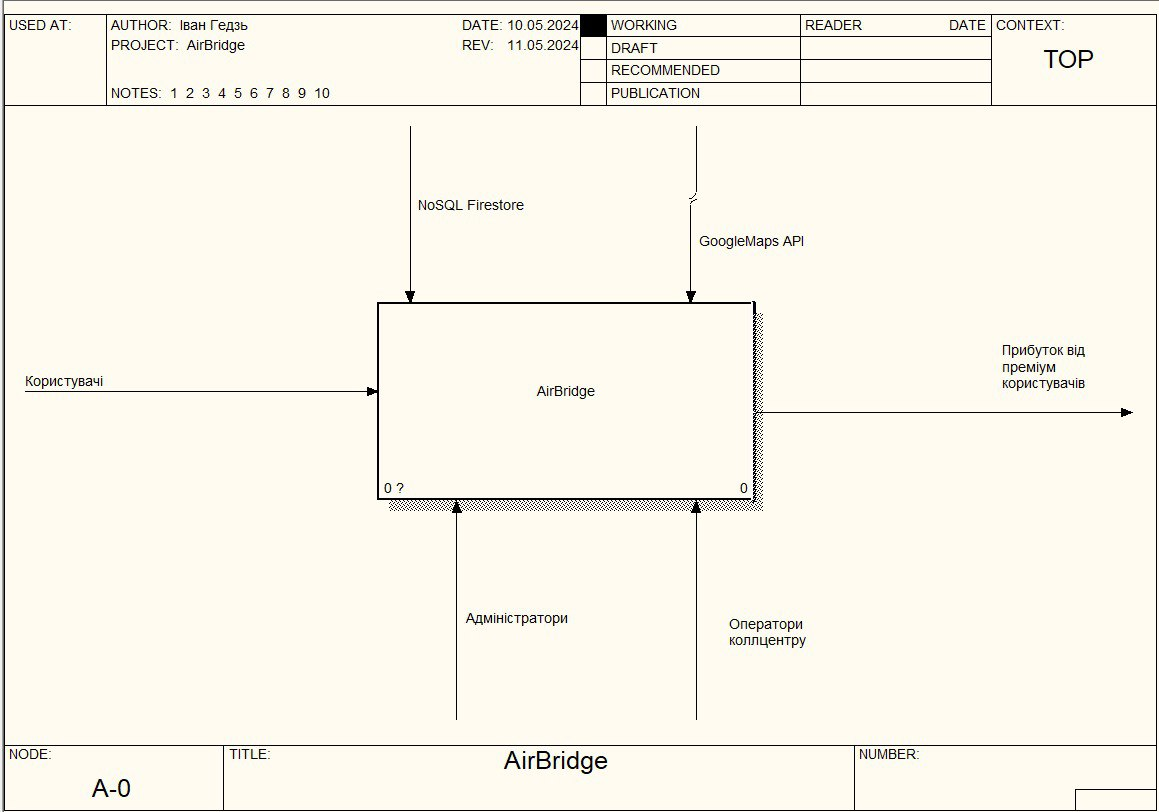 USED AT:
AUTHOR: Іван Гедзь
DATE: 10.05.2024
PROJECT: AirBridge
REV: 11.05.2024
NOTES: 1 2 3 4 5 6 7 8 9 10
WORKING
DRAFT
RECOMMENDED
PUBLICATION
READER DATE
CONTEXT:
TOP
NoSQL Firestore
GoogleMaps API
Користувачі
AirBridge
Прибуток від
преміум
користувачів
0 ?
0
Адміністратори
Оператори
коллцентру
NODE:
A-0
TITLE:
AirBridge
NUMBER: